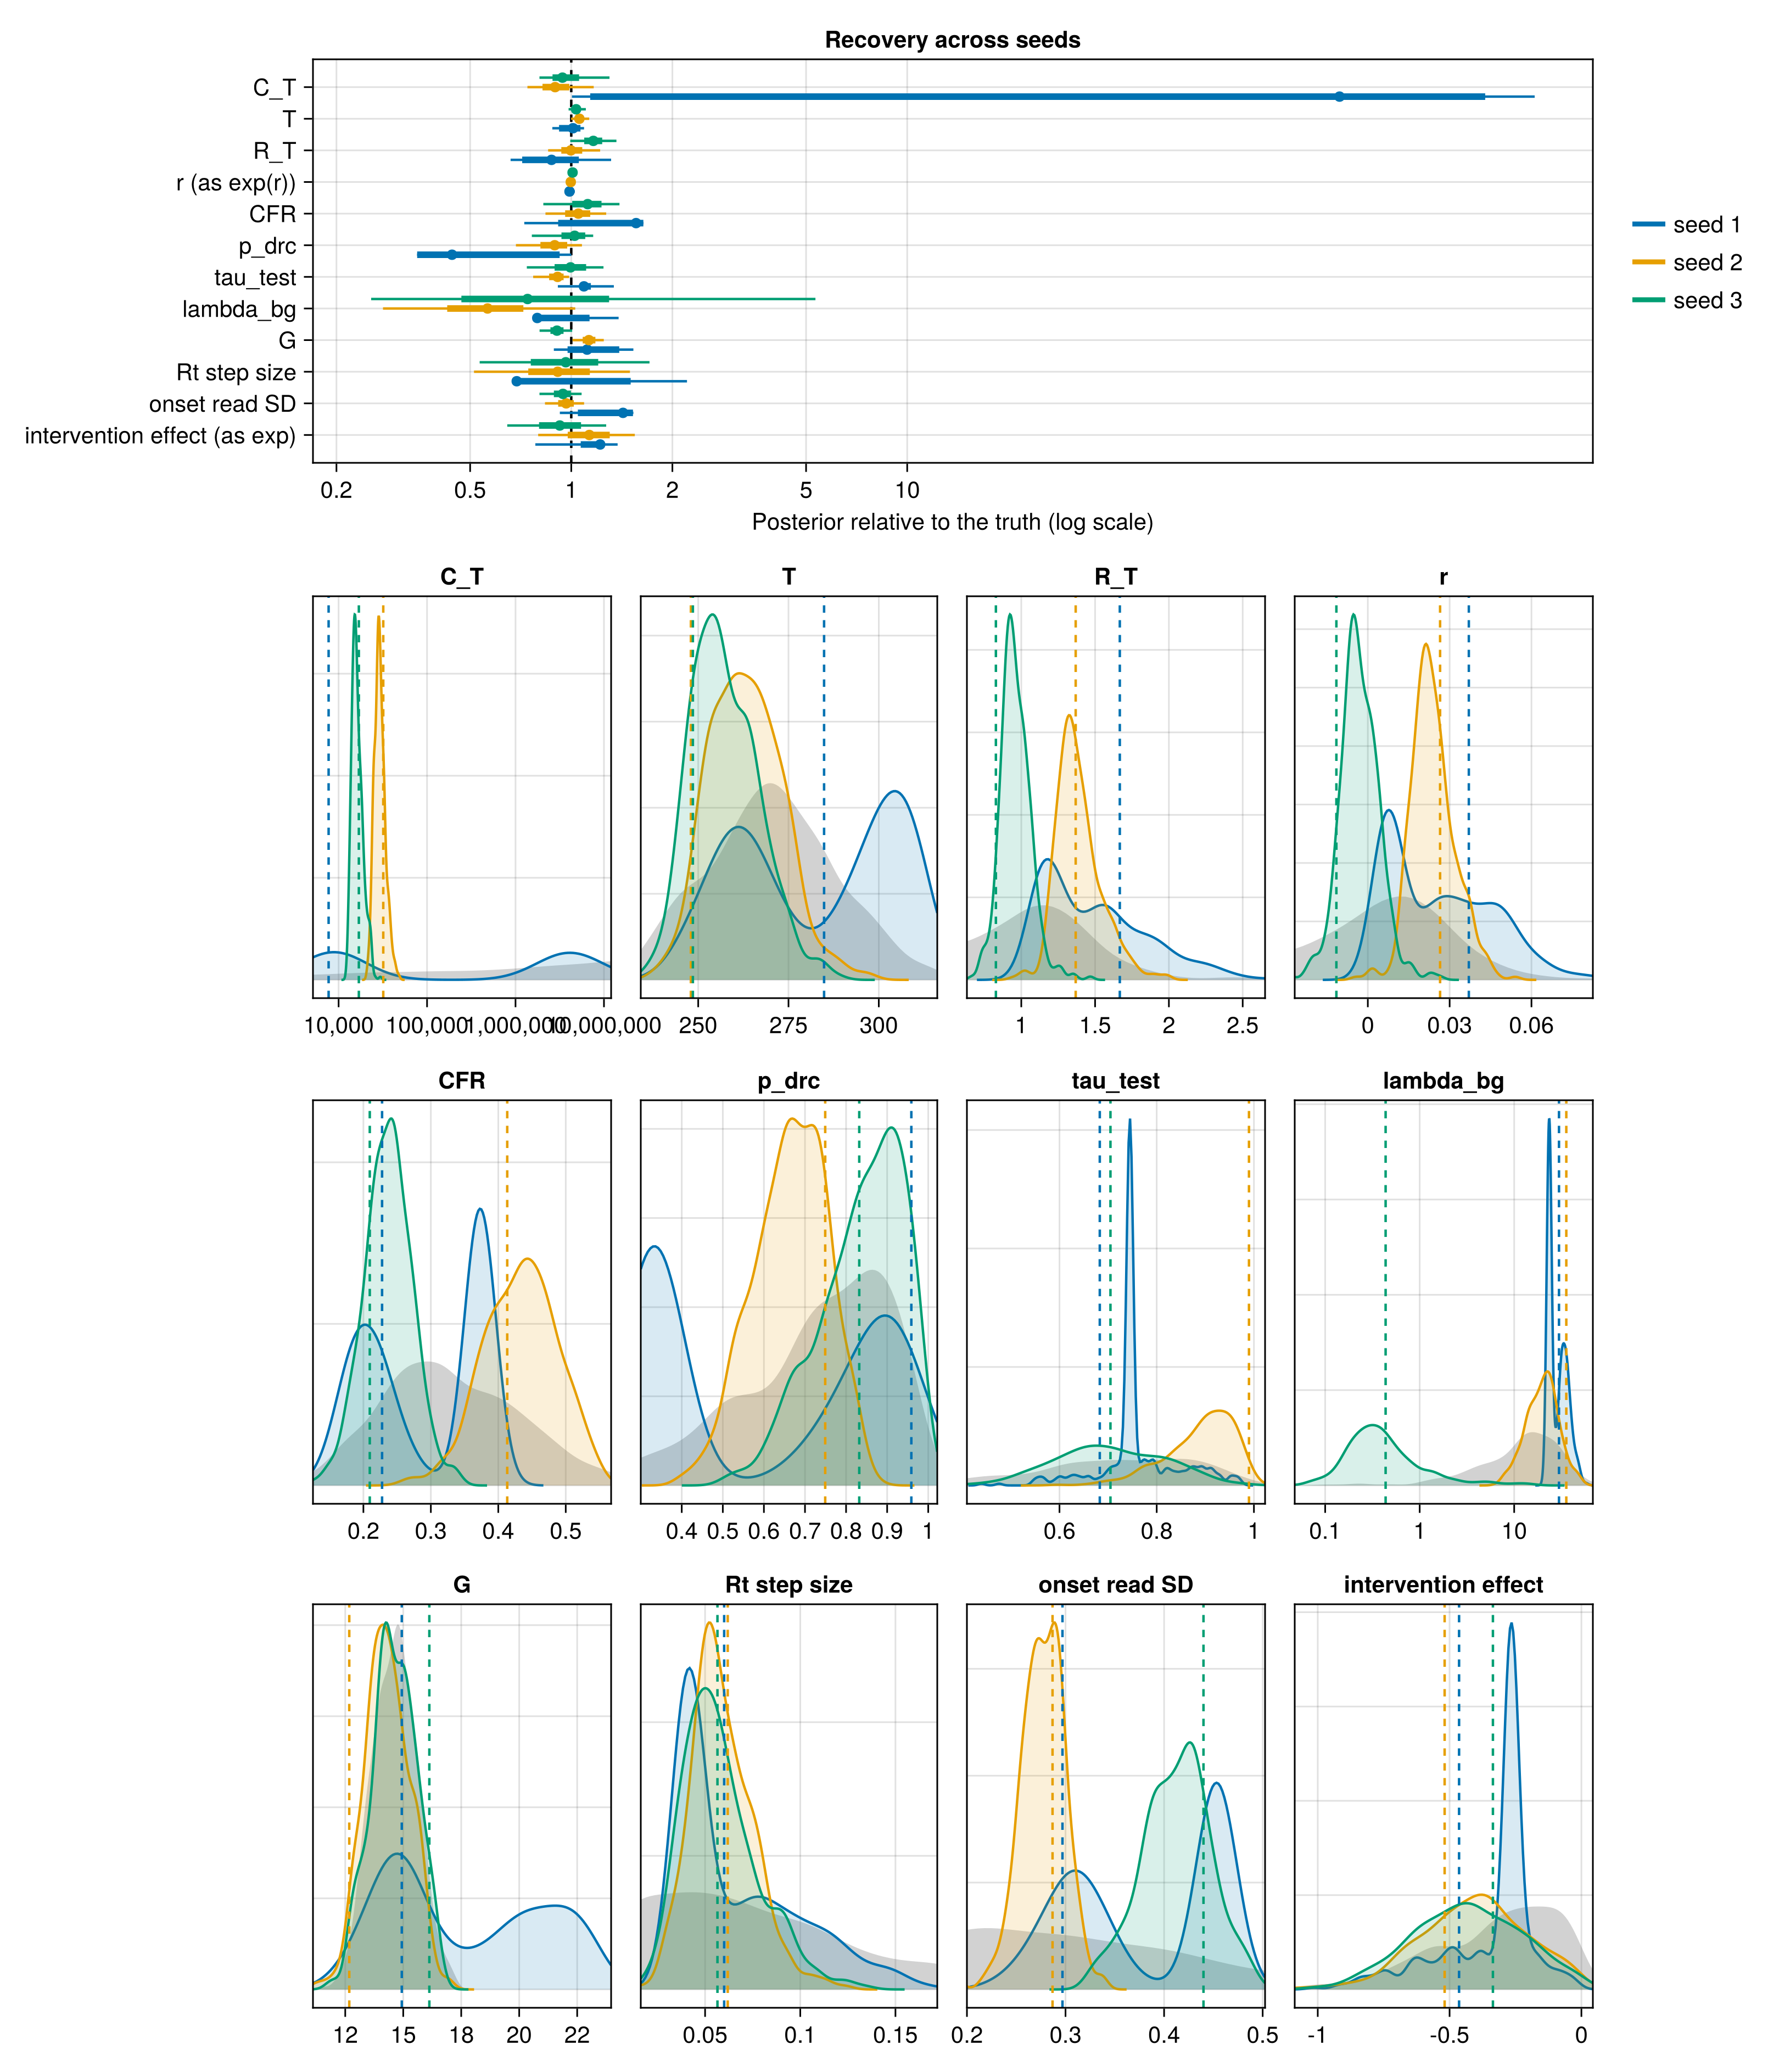 Recovery across seeds
C_T
T
R_T
r (as exp(r))
CFR
p_drc
tau_test
lambda_bg
G
Rt step size
onset read SD
intervention effect (as exp)
0.2 0.5 1 2 5 10
Posterior relative to the truth (log scale)
seed 1
seed 2
seed 3
C_T T R_T r
10,000 100,000 1,000,000 10,000,000 250 275 300 1 1.5 2 2.5 0 0.03 0.06
CFR p_drc tau_test lambda_bg
0.2 0.3 0.4 0.5 0.4 0.5 0.6 0.7 0.8 0.9 1 0.6 0.8 1 0.1 1 10
G Rt step size onset read SD intervention effect
12 15 18 20 22 0.05 0.1 0.15 0.2 0.3 0.4 0.5 -1 -0.5 0